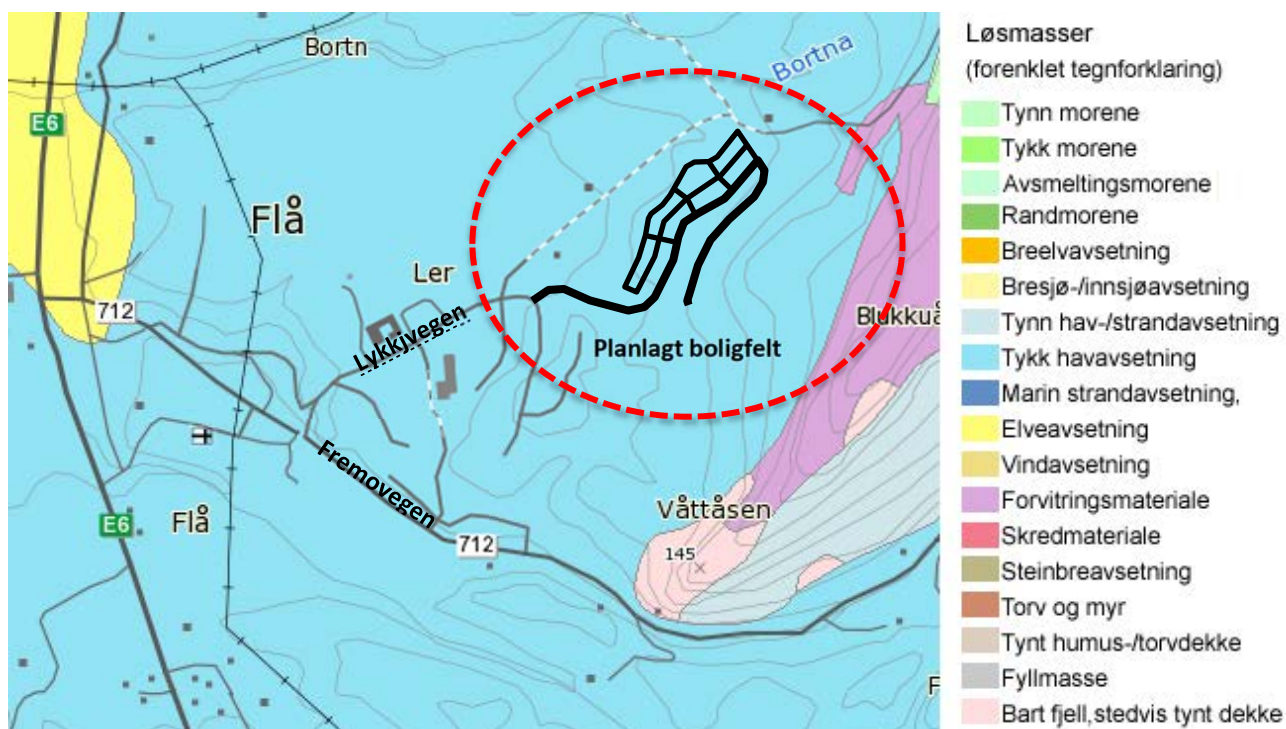 Bortn
Bortna
E6
Flå
Ler
712
Lykkjvegen
Blukkuå
Planlagt boligfelt
Fremovegen
Våttåsen
E6
Flå
712
145
F
Løsmasser
(forenklet tegnforklaring)
Tynn morene
Tykk morene
Avsmeltingsmorene
Randmorene
Breelvavsetning
Bresjø-/innsjøavsetning
Tynn hav-/strandavsetning
Tykk havavsetning
Marin strandavsetning,
Elveavsetning
Vindavsetning
Forvitringsmateriale
Skredmateriale
Steinbreavsetning
Torv og myr
Tynt humus-/torvdekke
Fyllmasse
Bart fjell,stedvis tynt dekke